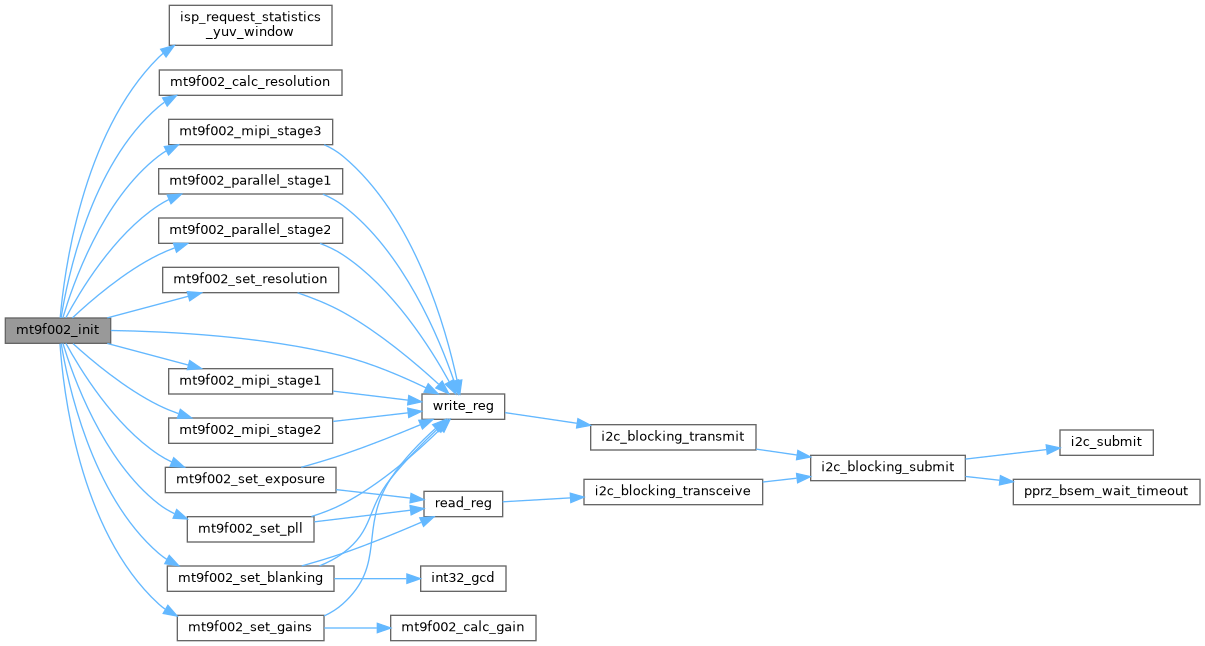 isp_request_statistics
_yuv_window
mt9f002_calc_resolution
mt9f002_mipi_stage3
mt9f002_parallel_stage1
mt9f002_parallel_stage2
mt9f002_set_resolution
mt9f002_init
mt9f002_mipi_stage1
mt9f002_mipi_stage2
mt9f002_set_exposure
mt9f002_set_pll
mt9f002_set_blanking
mt9f002_set_gains
write_reg
read_reg
int32_gcd
mt9f002_calc_gain
i2c_blocking_transmit
i2c_blocking_transceive
i2c_blocking_submit
i2c_submit
pprz_bsem_wait_timeout